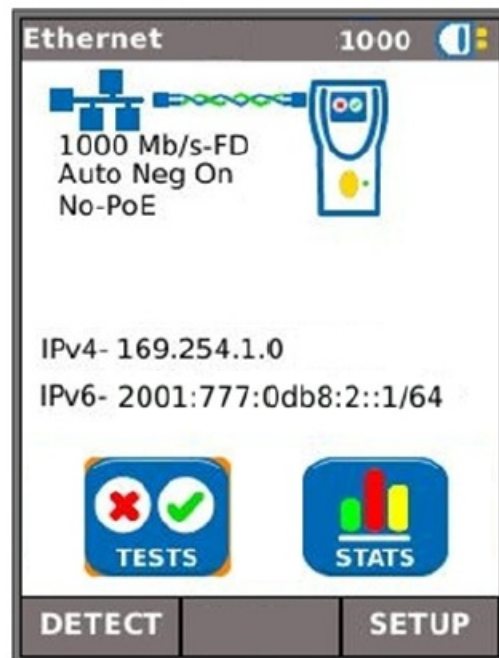 Ethernet 1000
1000 Mb/s-FD
Auto Neg On
No-PoE
IPv4- 169.254.1.0
IPv6- 2001:777:0db8:2::1/64
TESTS STATS
DETECT SETUP